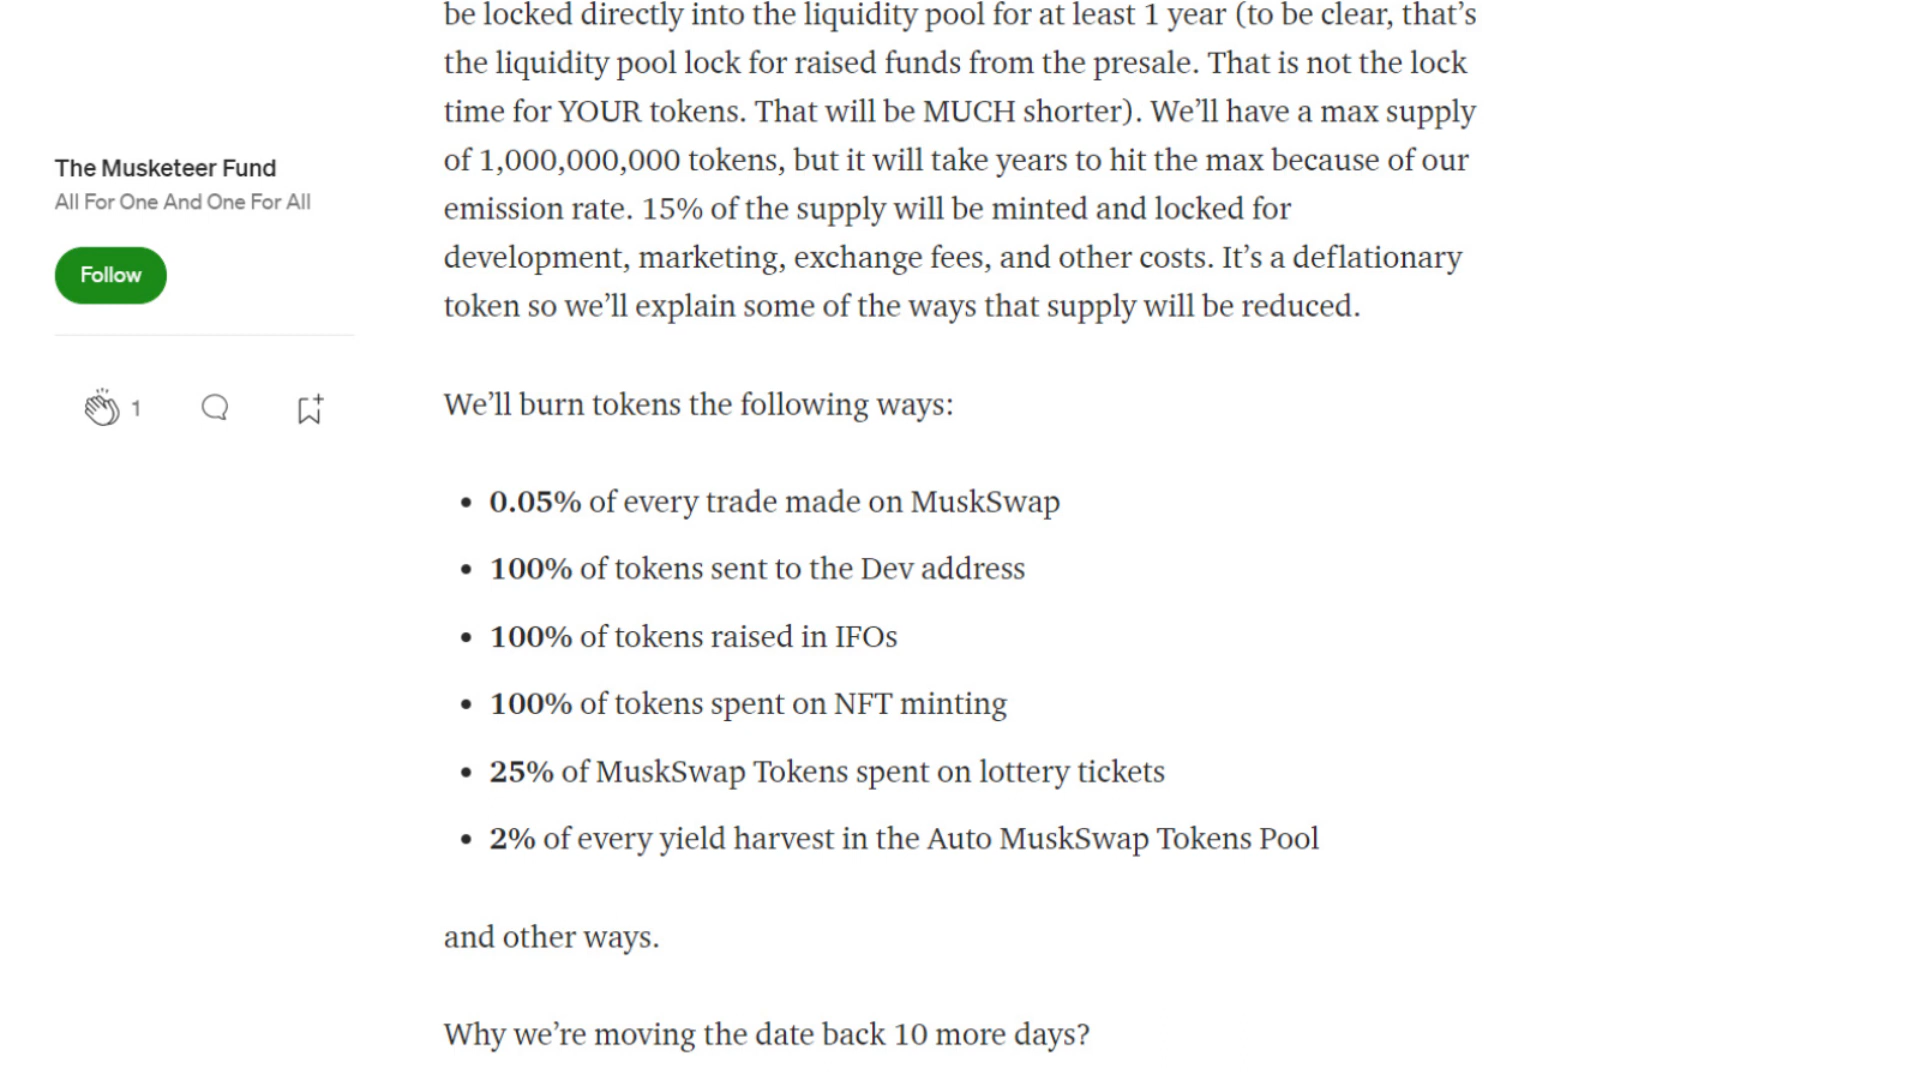 be locked directly into the liquidity pool for at least 1 year (to be clear, that’s
the liquidity pool lock for raised funds from the presale. That is not the lock
time for YOUR tokens. That will be MUCH shorter). We’ll have a max supply
of 1,000,000,000 tokens, but it will take years to hit the max because of our
emission rate. 15% of the supply will be minted and locked for
development, marketing, exchange fees, and other costs. It’s a deflationary
token so we’ll explain some of the ways that supply will be reduced.
The Musketeer Fund
All For One And One For All
Follow
1
We’ll burn tokens the following ways:
• 0.05% of every trade made on MuskSwap
• 100% of tokens sent to the Dev address
• 100% of tokens raised in IFOs
• 100% of tokens spent on NFT minting
• 25% of MuskSwap Tokens spent on lottery tickets
• 2% of every yield harvest in the Auto MuskSwap Tokens Pool
and other ways.
Why we’re moving the date back 10 more days?